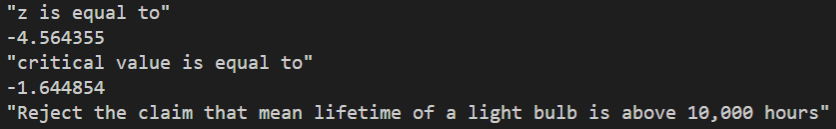 "z is equal to"
-4.564355
"critical value is equal to"
-1.644854
"Reject the claim that mean lifetime of a light bulb is above 10,000 hours"